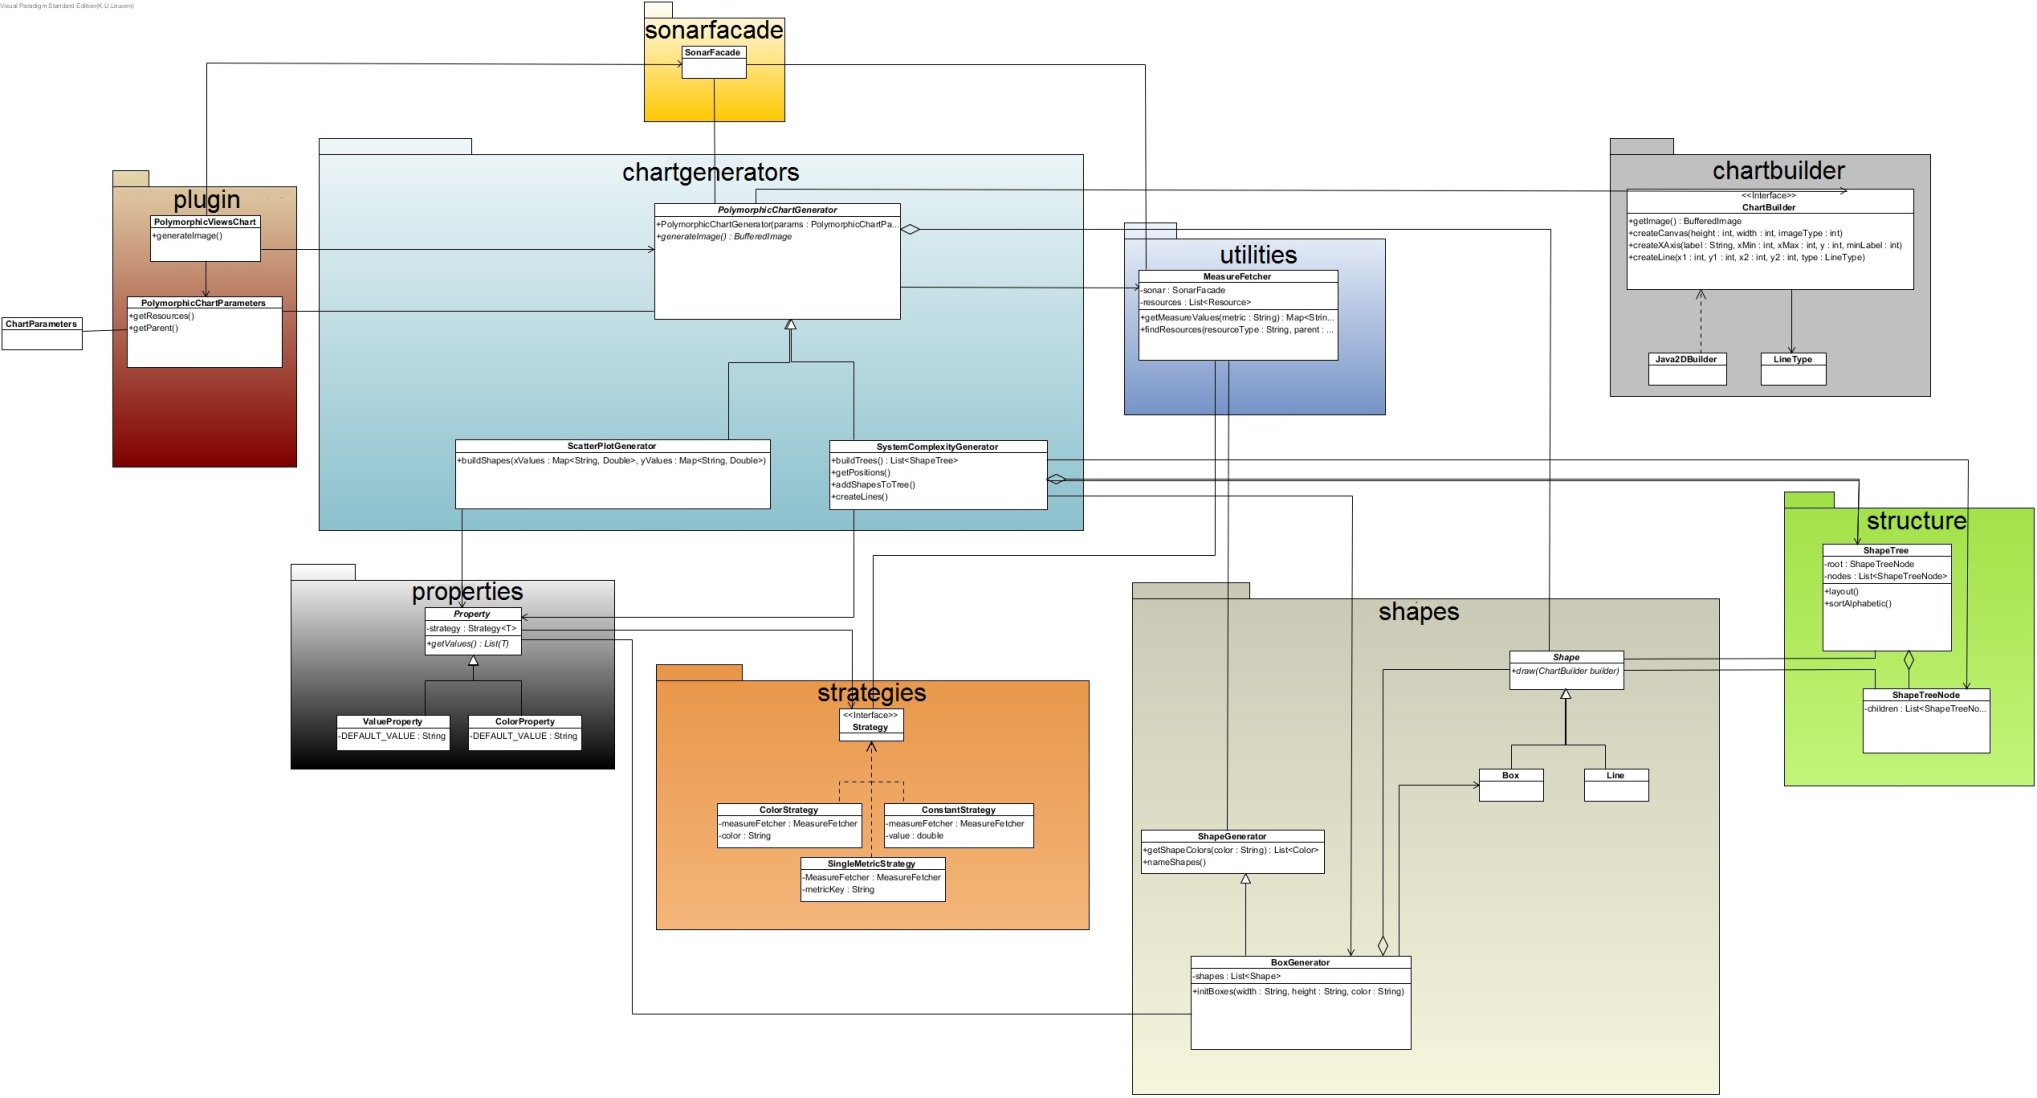 Visual Paradigm Standard Edition(K.U.Leuven)
sonarfacade
SonarFacade
plugin
PolymorphicViewsChart
+generateImage()
PolymorphicChartParameters
+getResources()
+getParent()
ChartParameters
chartgenerators
PolymorphicChartGenerator
+PolymorphicChartGenerator(params : PolymorphicChartPa...
+generateImage() : BufferedImage
ScatterPlotGenerator
+buildShapes(xValues : Map<String, Double>, yValues : Map<String, Double>)
SystemComplexityGenerator
+buildTrees() : List<ShapeTree>
+getPositions()
+addShapesToTree()
+createLines()
utilities
MeasureFetcher
-sonar : SonarFacade
-resources : List<Resource>
+getMeasureValues(metric : String) : Map<Strin...
+findResources(resourceType : String, parent : ...
chartbuilder
<<Interface>>
ChartBuilder
+getImage() : BufferedImage
+createCanvas(height : int, width : int, imageType : int)
+createXAxis(label : String, xMin : int, xMax : int, y : int, minLabel : int)
+createLine(x1 : int, y1 : int, x2 : int, y2 : int, type : LineType)
Java2DBuilder
LineType
properties
Property
-strategy : Strategy<T>
+getValues() : List(T)
ValueProperty
-DEFAULT_VALUE : String
ColorProperty
-DEFAULT_VALUE : String
strategies
<<Interface>>
Strategy
ColorStrategy
-measureFetcher : MeasureFetcher
-color : String
ConstantStrategy
-measureFetcher : MeasureFetcher
-value : double
SingleMetricStrategy
-MeasureFetcher : MeasureFetcher
-metricKey : String
shapes
Shape
+draw(ChartBuilder builder)
Box
Line
ShapeGenerator
+getShapeColors(color : String) : List<Color>
+nameShapes()
BoxGenerator
-shapes : List<Shape>
+initBoxes(width : String, height : String, color : String)
structure
ShapeTree
-root : ShapeTreeNode
-nodes : List<ShapeTreeNode>
+layout()
+sortAlphabetic()
ShapeTreeNode
-children : List<ShapeTreeNo...